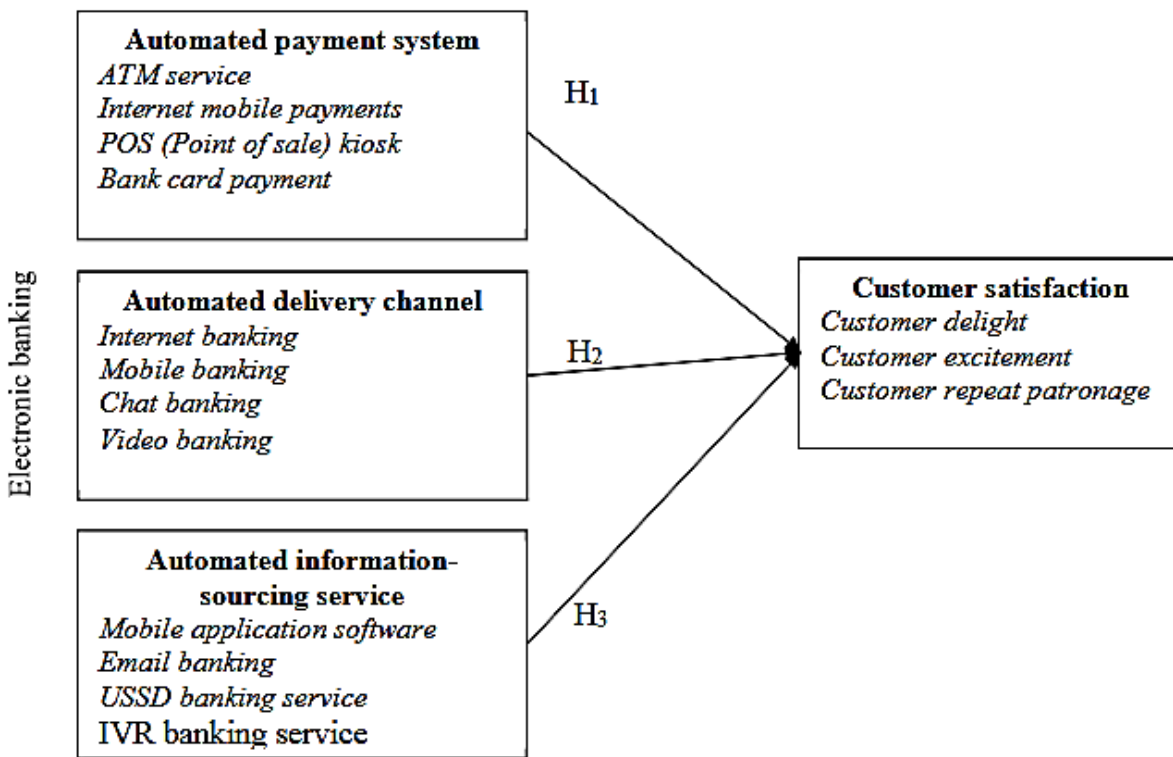 Automated payment system
ATM service
Internet mobile payments
POS (Point of sale) kiosk
Bank card payment
H1
Electronic banking
Automated delivery channel
Internet banking
Mobile banking
Chat banking
Video banking
H2
Customer satisfaction
Customer delight
Customer excitement
Customer repeat patronage
Automated information-
sourcing service
Mobile application software
Email banking
USSD banking service
IVR banking service
H3